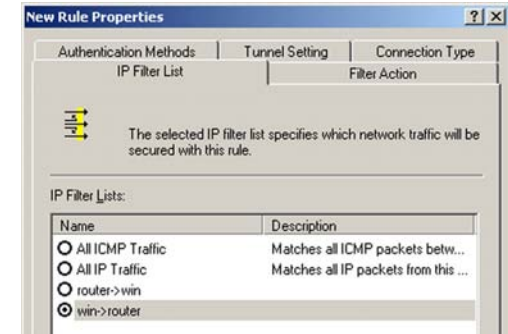 New Rule Properties ? ×
Authentication Methods Tunnel Setting Connection Type
IP Filter List Filter Action
The selected IP filter list specifies which network traffic will be
secured with this rule.
IP Filter Lists:
Name Description
All ICMP Traffic Matches all ICMP packets betw...
All IP Traffic Matches all IP packets from this ...
router->win
win->router